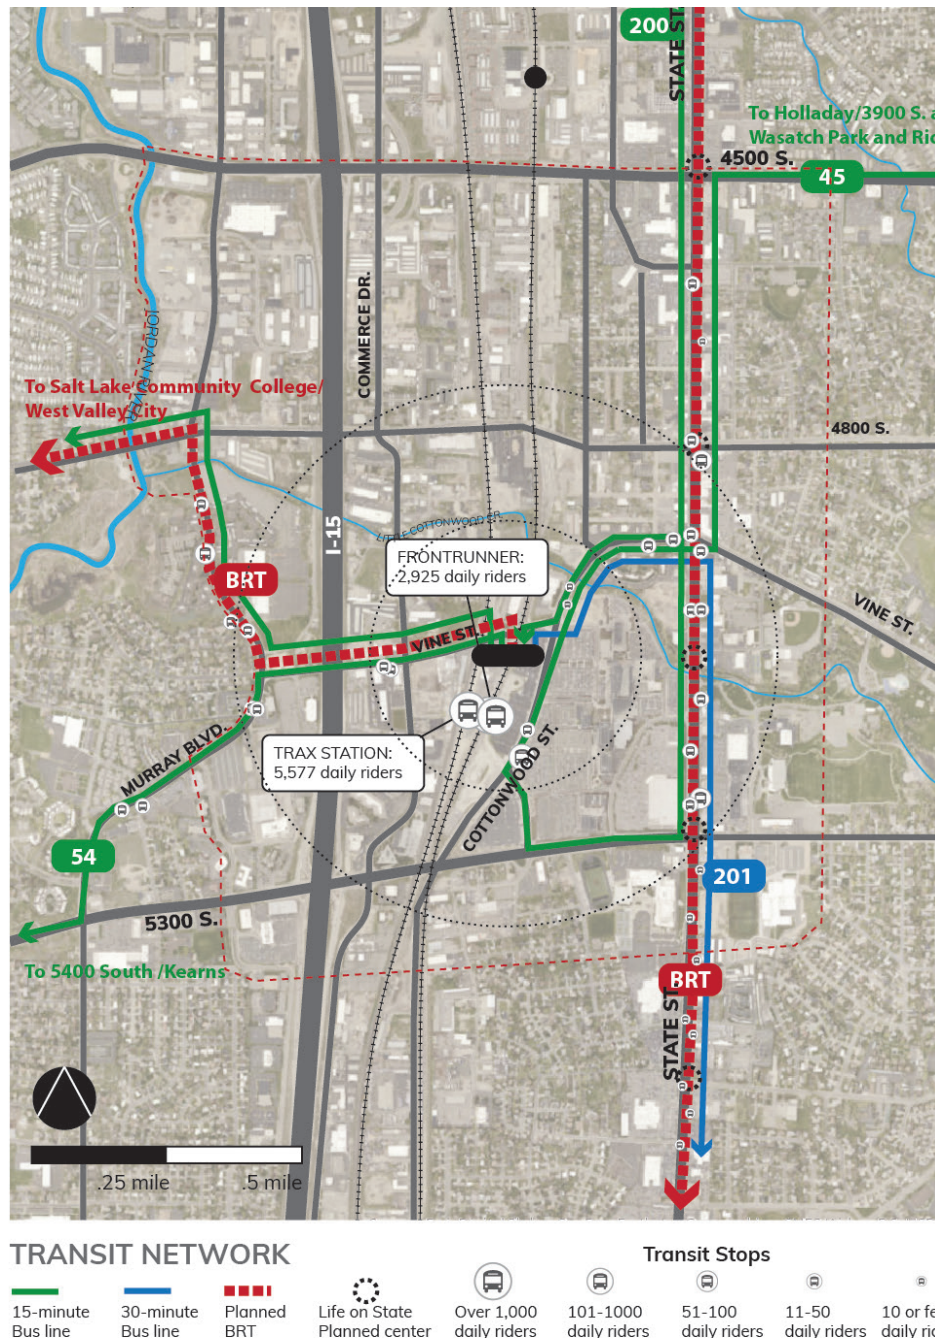 200
STATE ST.
To Holladay/3900 S. a
Wasatch Park and Ric
4500 S.
45
COMMERCE DR.
JORDAN RIVER
To Salt Lake Community College/
West Valley City
4800 S.
I-15
LITTLE COTTONWOOD CR.
FRONTRUNNER:
2,925 daily riders
BRT
VINE ST.
VINE ST.
TRAX STATION:
5,577 daily riders
MURRAY BLVD.
COTTONWOOD ST.
54
201
5300 S.
To 5400 South /Kearns
BRT
STATE ST.
.25 mile
.5 mile
TRANSIT NETWORK
Transit Stops
15-minute
Bus line
30-minute
Bus line
Planned
BRT
Life on State
Planned center
Over 1,000
daily riders
101-1000
daily riders
51-100
daily riders
11-50
daily riders
10 or fe
daily rid